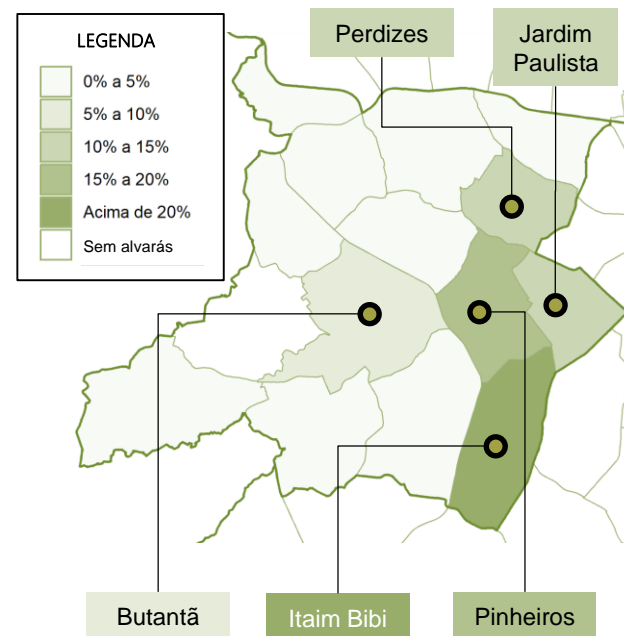 LEGENDA
0% a 5%
5% a 10%
10% a 15%
15% a 20%
Acima de 20%
Sem alvarás
Perdizes
Jardim
Paulista
Butantã
Itaim Bibi
Pinheiros